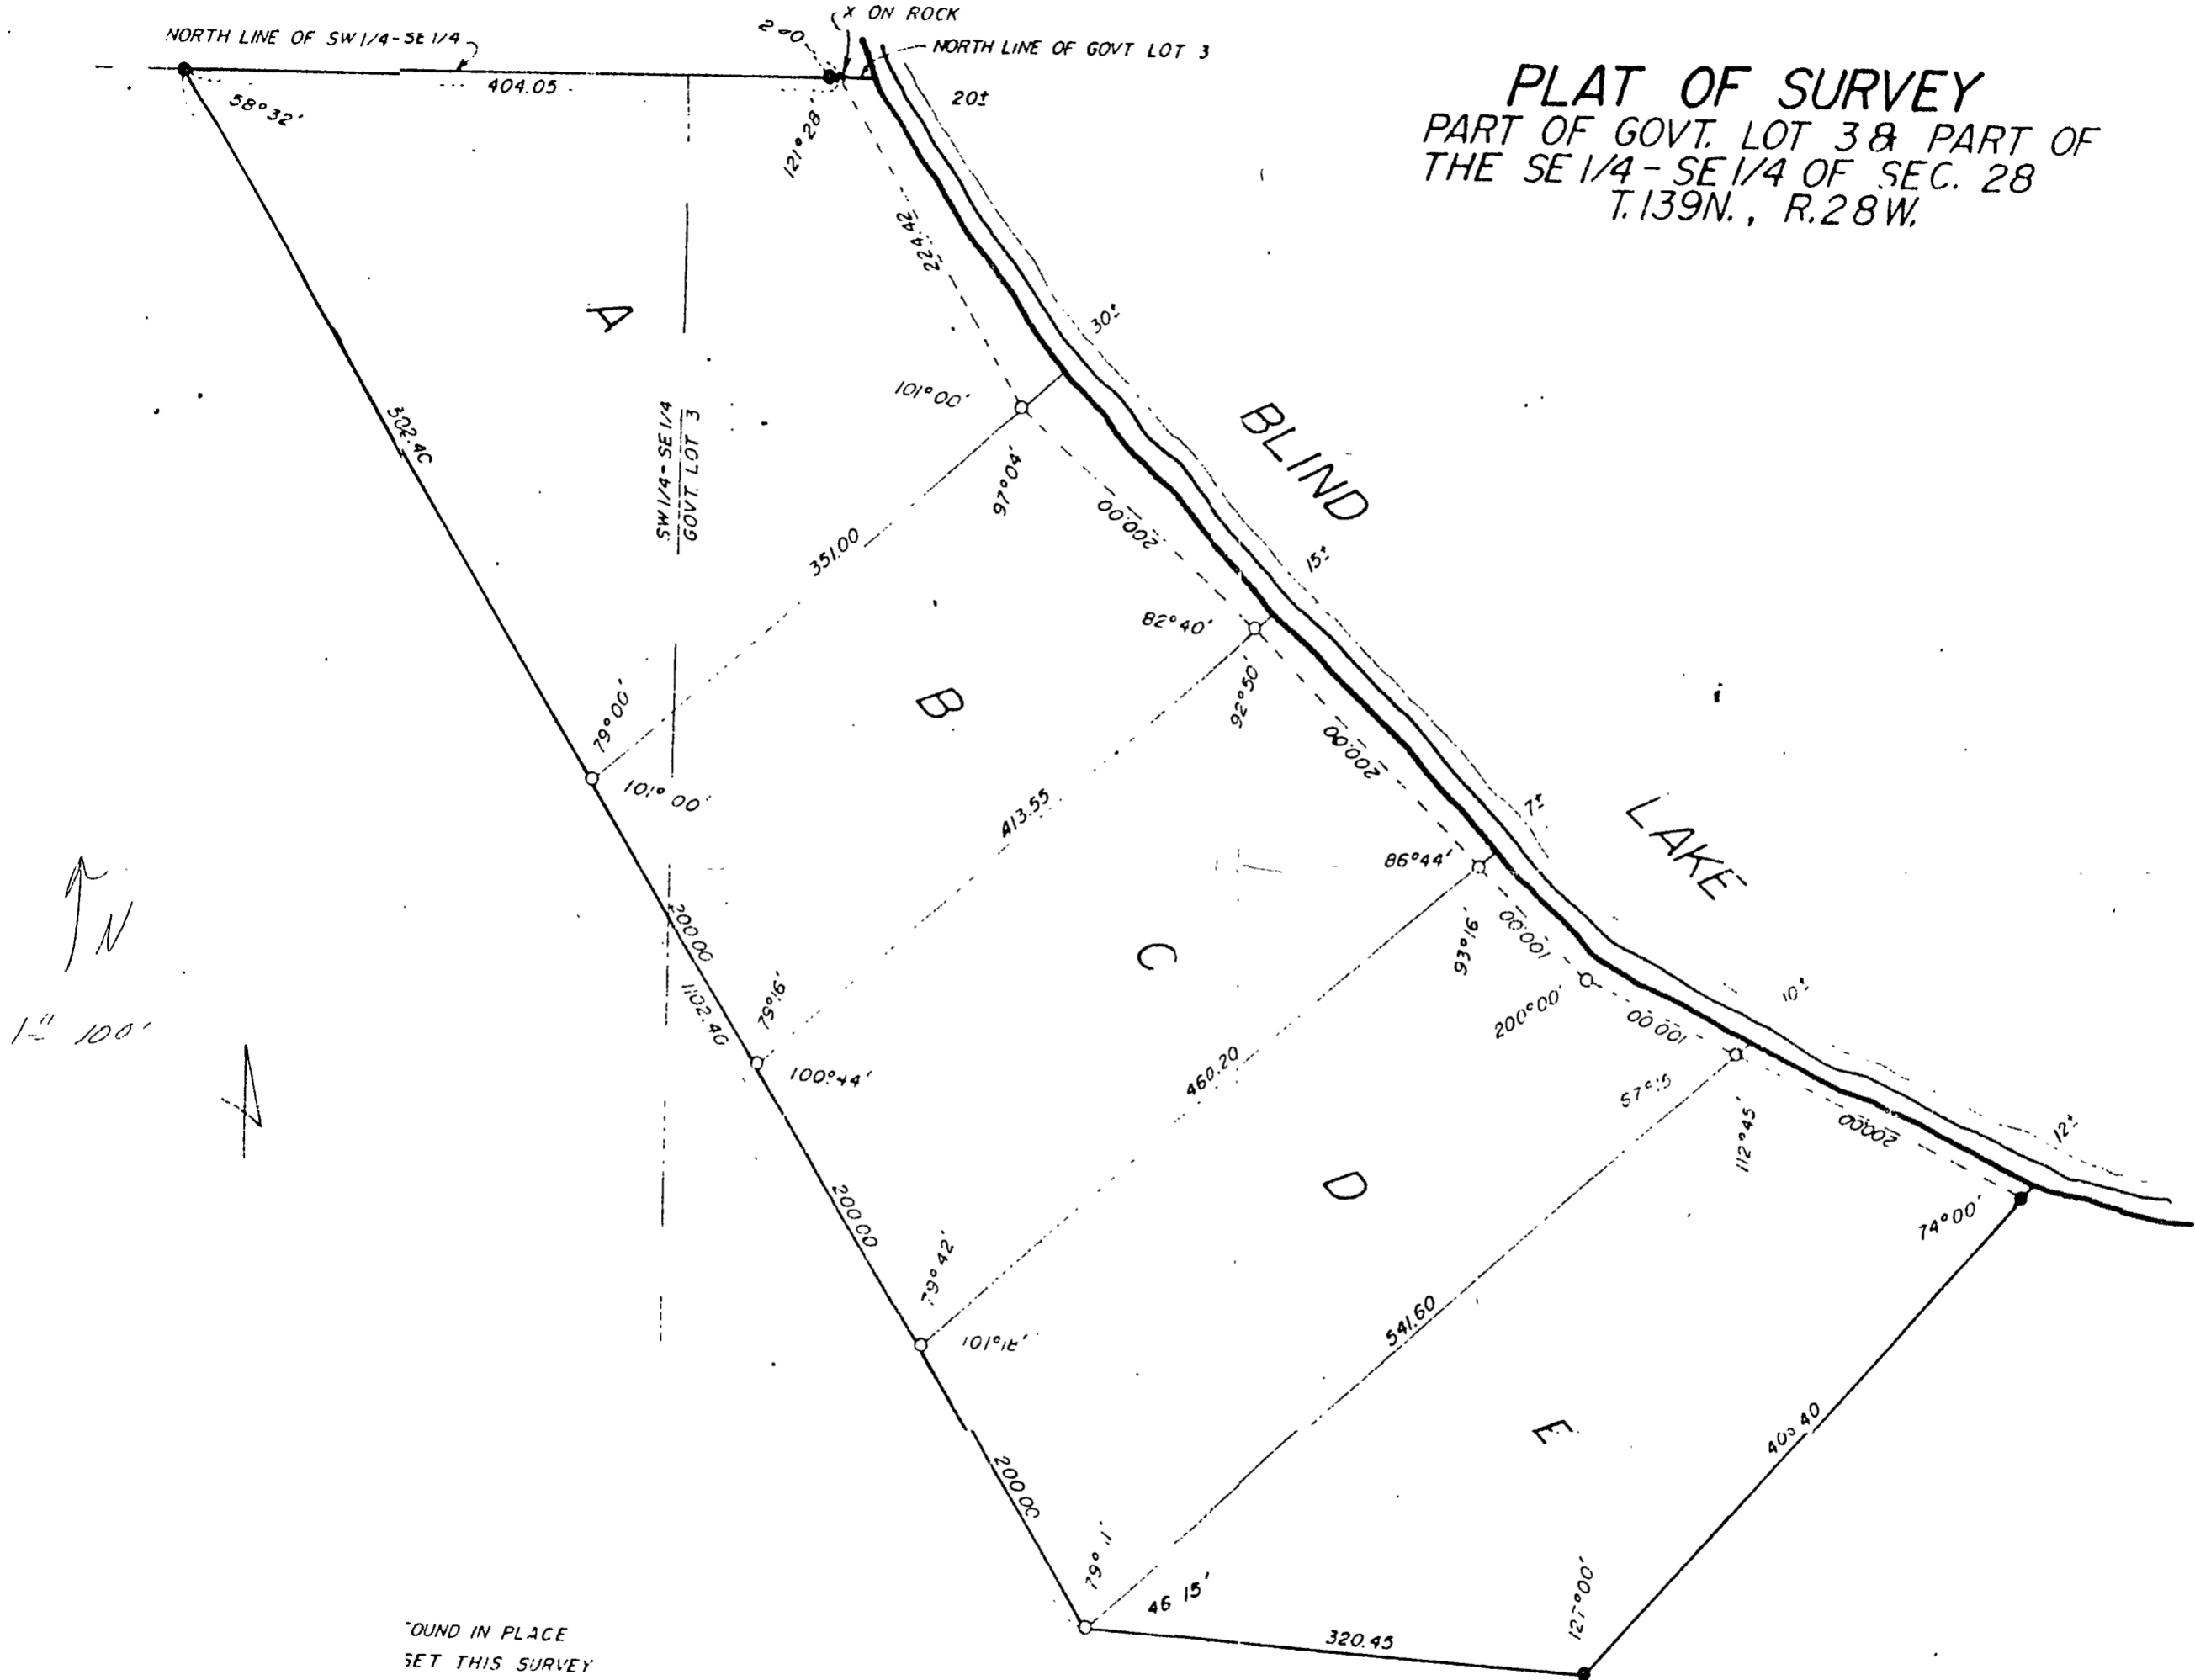 X ON ROCK
NORTH LINE OF SW 1/4-SE 1/4
NORTH LINE OF GOVT LOT 3
PLAT OF SURVEY
PART OF GOVT. LOT 3 & PART OF
THE SE 1/4 - SE 1/4 OF SEC. 28
T.139N., R.28W.
404.05
20±
58°32'
121°28'
224.42
A
30±
101°00'
BLIND
SW 1/4 - SE 1/4
GOVT. LOT 3
97°04'
200.00
351.00
15±
82°40'
B
92°50'
200.00
79°00'
101°00'
413.55
7±
LAKE
86°44'
200.00
1102.40
79°16'
C
93°16'
100.00
10±
200°00'
100.00
N
1"= 100'
100°44'
460.20
112°45'
200.00
12±
D
74°00'
200.00
79°42'
541.60
E
400.40
200.00
79°11'
46 15'
127°00'
320.45
OUND IN PLACE
SET THIS SURVEY